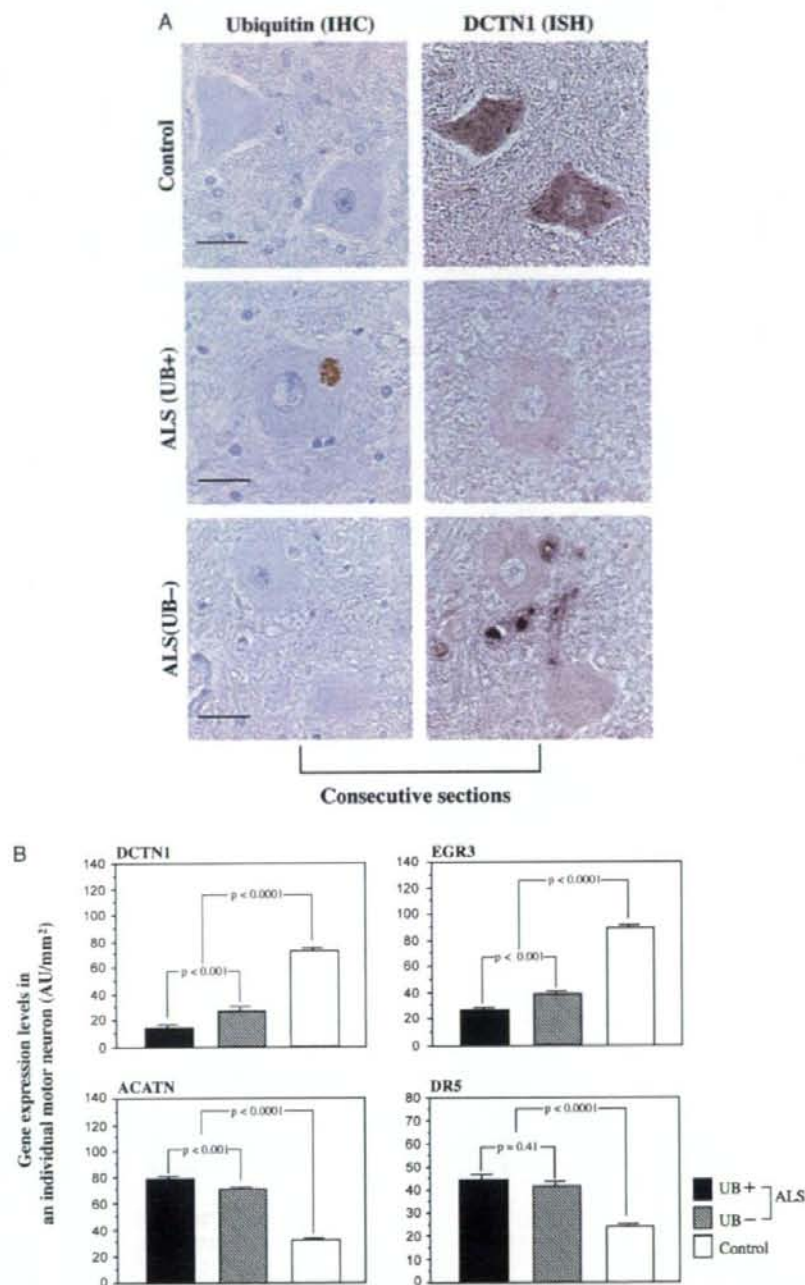 A
Ubiquitin (IHC)
DCTN1 (ISH)
Control
ALS (UB+)
ALS(UB−)
Consecutive sections
B
Gene expression levels in
an individual motor neuron (AU/mm²)
DCTN1
140
120
100
80
60
40
20
0
p < 0.0001
p < 0.001
EGR3
140
120
100
80
60
40
20
0
p < 0.0001
p < 0.001
ACATN
140
120
100
80
60
40
20
0
p < 0.0001
p < 0.001
DR5
80
70
60
50
40
30
20
10
0
p < 0.0001
p = 0.41
UB +
UB −
ALS
Control